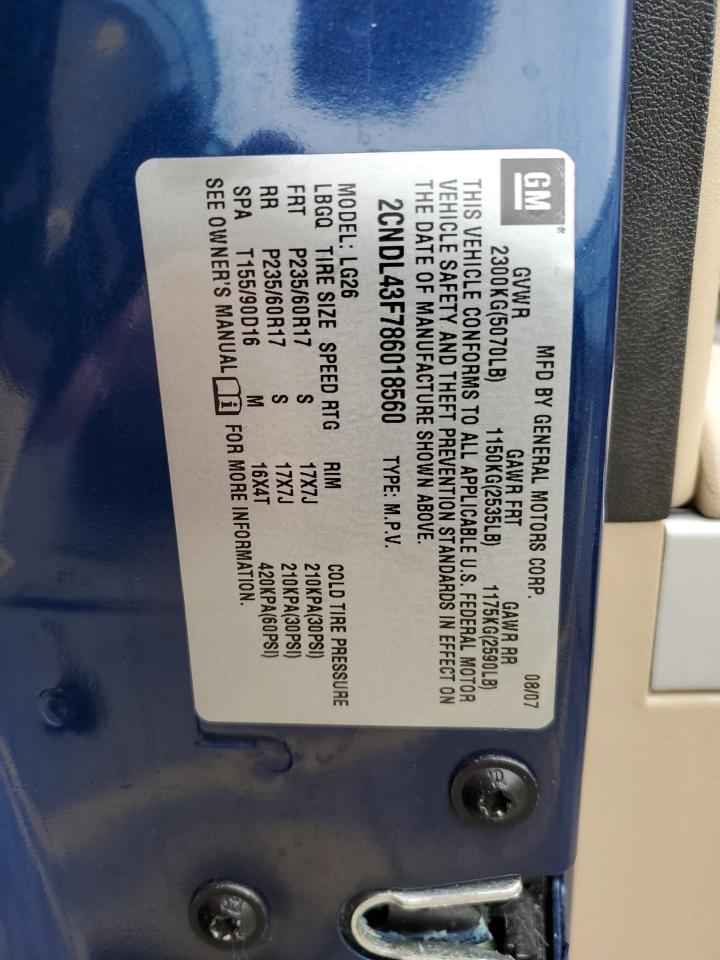 GM ®
MFD BY GENERAL MOTORS CORP. 08/07
GVWR GAWR FRT GAWR RR
2300KG(5070LB) 1150KG(2535LB) 1175KG(2590LB)
THIS VEHICLE CONFORMS TO ALL APPLICABLE U.S. FEDERAL MOTOR
VEHICLE SAFETY AND THEFT PREVENTION STANDARDS IN EFFECT ON
THE DATE OF MANUFACTURE SHOWN ABOVE.
2CNDL43F786018560 TYPE: M.P.V.
MODEL: LG26
LBGQ TIRE SIZE SPEED RTG RIM COLD TIRE PRESSURE
FRT P235/60R17 S 17X7J 210KPA(30PSI)
RR P235/60R17 S 17X7J 210KPA(30PSI)
SPA T155/90D16 M 16X4T 420KPA(60PSI)
SEE OWNER'S MANUAL i FOR MORE INFORMATION.